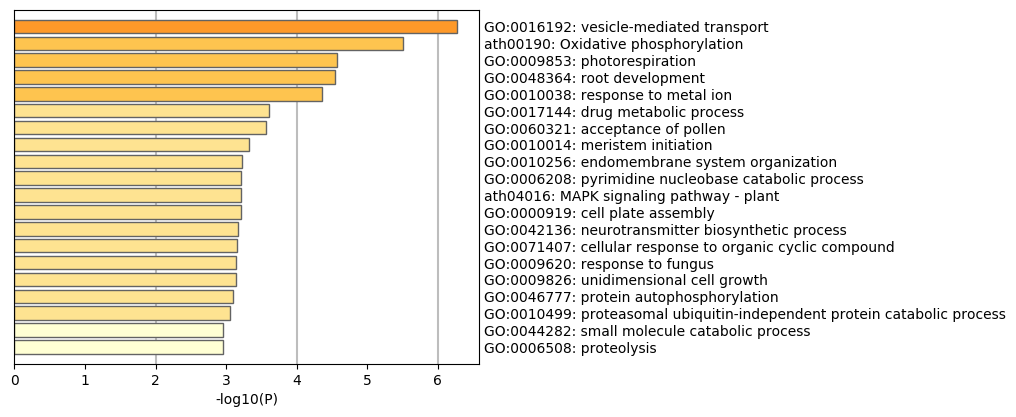 GO:0016192: vesicle-mediated transport
ath00190: Oxidative phosphorylation
GO:0009853: photorespiration
GO:0048364: root development
GO:0010038: response to metal ion
GO:0017144: drug metabolic process
GO:0060321: acceptance of pollen
GO:0010014: meristem initiation
GO:0010256: endomembrane system organization
GO:0006208: pyrimidine nucleobase catabolic process
ath04016: MAPK signaling pathway - plant
GO:0000919: cell plate assembly
GO:0042136: neurotransmitter biosynthetic process
GO:0071407: cellular response to organic cyclic compound
GO:0009620: response to fungus
GO:0009826: unidimensional cell growth
GO:0046777: protein autophosphorylation
GO:0010499: proteasomal ubiquitin-independent protein catabolic process
GO:0044282: small molecule catabolic process
GO:0006508: proteolysis
0 1 2 3 4 5 6
-log10(P)